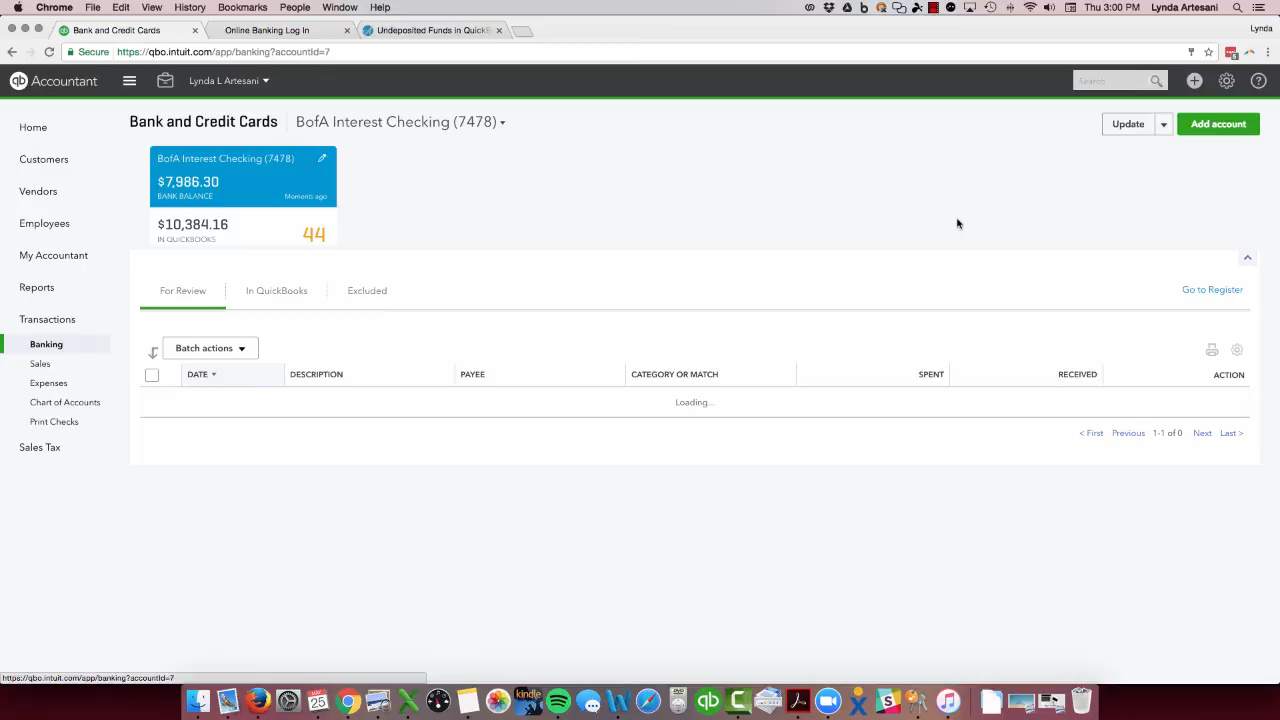 Chrome File Edit View History Bookmarks People Window Help Thu 3:00 PM Lynda Artesani
Bank and Credit Cards Online Banking Log In Undeposited Funds in QuickB Lynda
Secure https://qbo.intuit.com/app/banking?accountId=7
qb Accountant Lynda L Artesani Search
Home
Customers
Vendors
Employees
My Accountant
Reports
Transactions
Banking
Sales
Expenses
Chart of Accounts
Print Checks
Sales Tax
Bank and Credit Cards BofA Interest Checking (7478) Update Add account
BofA Interest Checking (7478)
$7,986.30
BANK BALANCE Moments ago
$10,384.16
IN QUICKBOOKS 44
For Review In QuickBooks Excluded Go to Register
Batch actions
DATE DESCRIPTION PAYEE CATEGORY OR MATCH SPENT RECEIVED ACTION
Loading...
< First Previous 1-1 of 0 Next Last >
https://qbo.intuit.com/app/banking?accountId=7